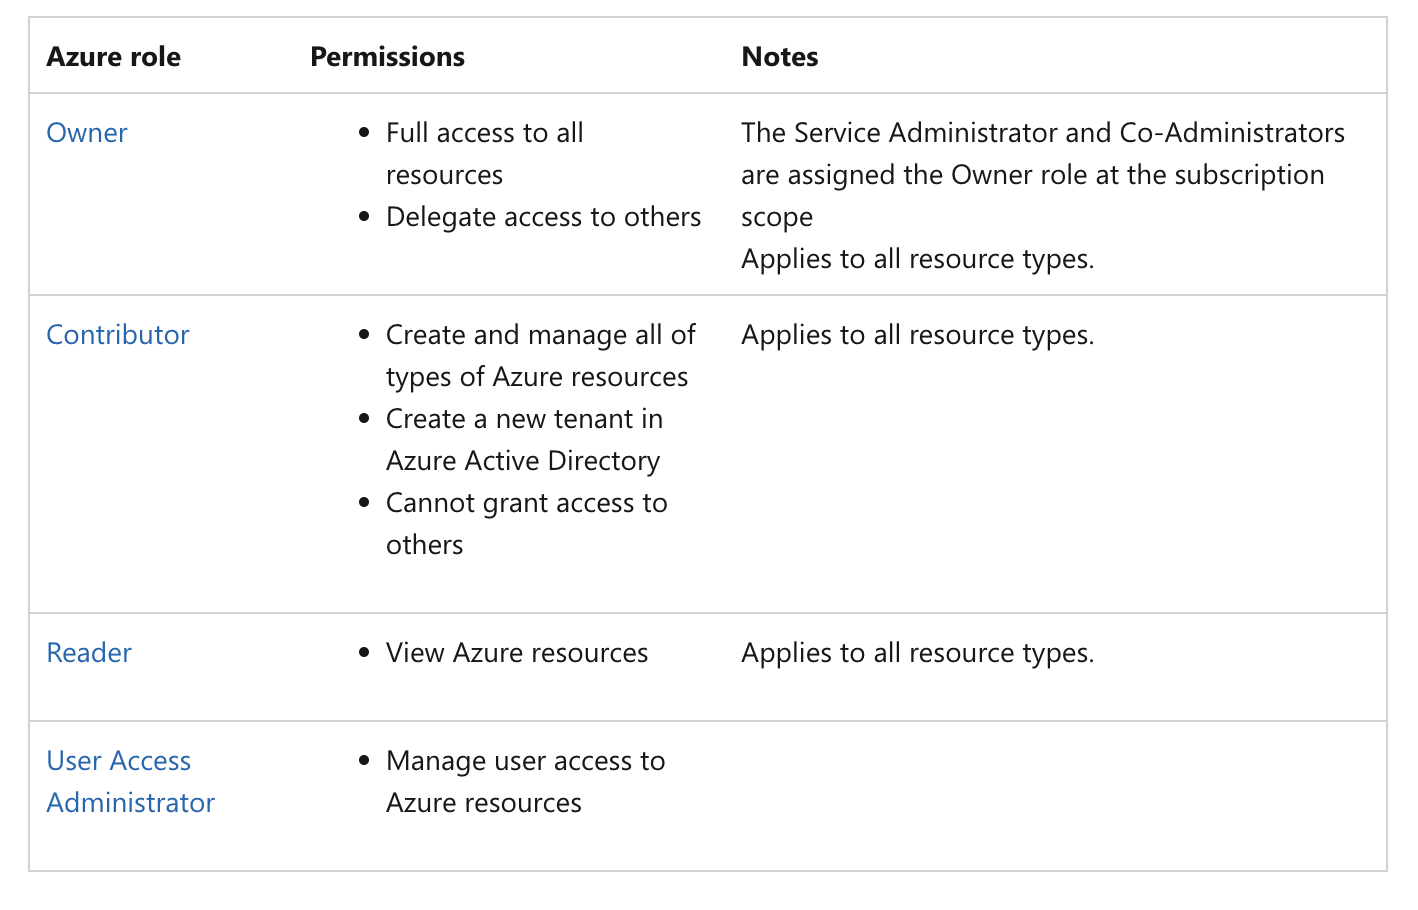 Azure role Permissions Notes
Owner
• Full access to all
resources
• Delegate access to others
The Service Administrator and Co-Administrators
are assigned the Owner role at the subscription
scope
Applies to all resource types.
Contributor
• Create and manage all of
types of Azure resources
• Create a new tenant in
Azure Active Directory
• Cannot grant access to
others
Applies to all resource types.
Reader
• View Azure resources
Applies to all resource types.
User Access
Administrator
• Manage user access to
Azure resources